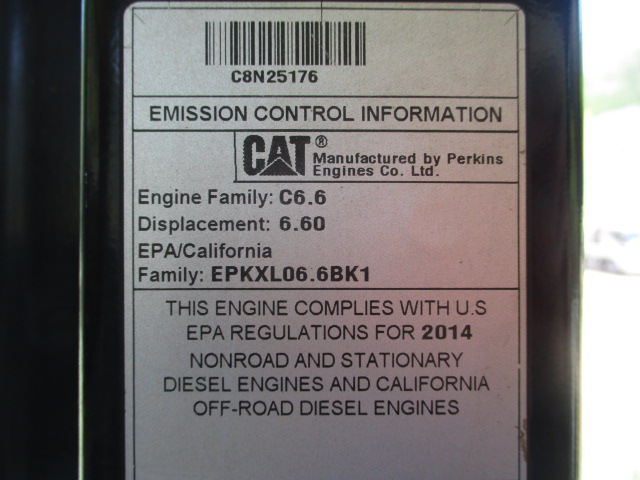 C8N25176
EMISSION CONTROL INFORMATION
CAT® Manufactured by Perkins
Engines Co. Ltd.
Engine Family: C6.6
Displacement: 6.60
EPA/California
Family: EPKXL06.6BK1
THIS ENGINE COMPLIES WITH U.S
EPA REGULATIONS FOR 2014
NONROAD AND STATIONARY
DIESEL ENGINES AND CALIFORNIA
OFF-ROAD DIESEL ENGINES